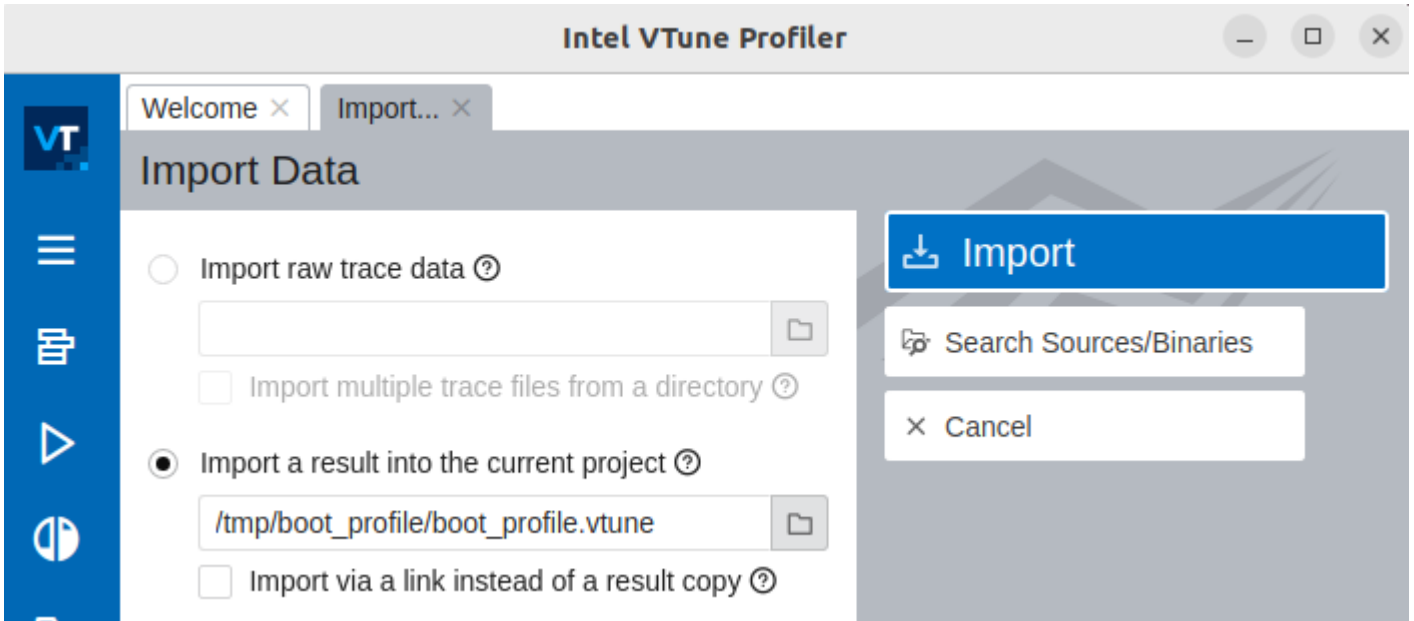 Intel VTune Profiler
Welcome
Import...
VT
Import Data
Import raw trace data
Import multiple trace files from a directory
Import a result into the current project
/tmp/boot_profile/boot_profile.vtune
Import via a link instead of a result copy
Import
Search Sources/Binaries
Cancel